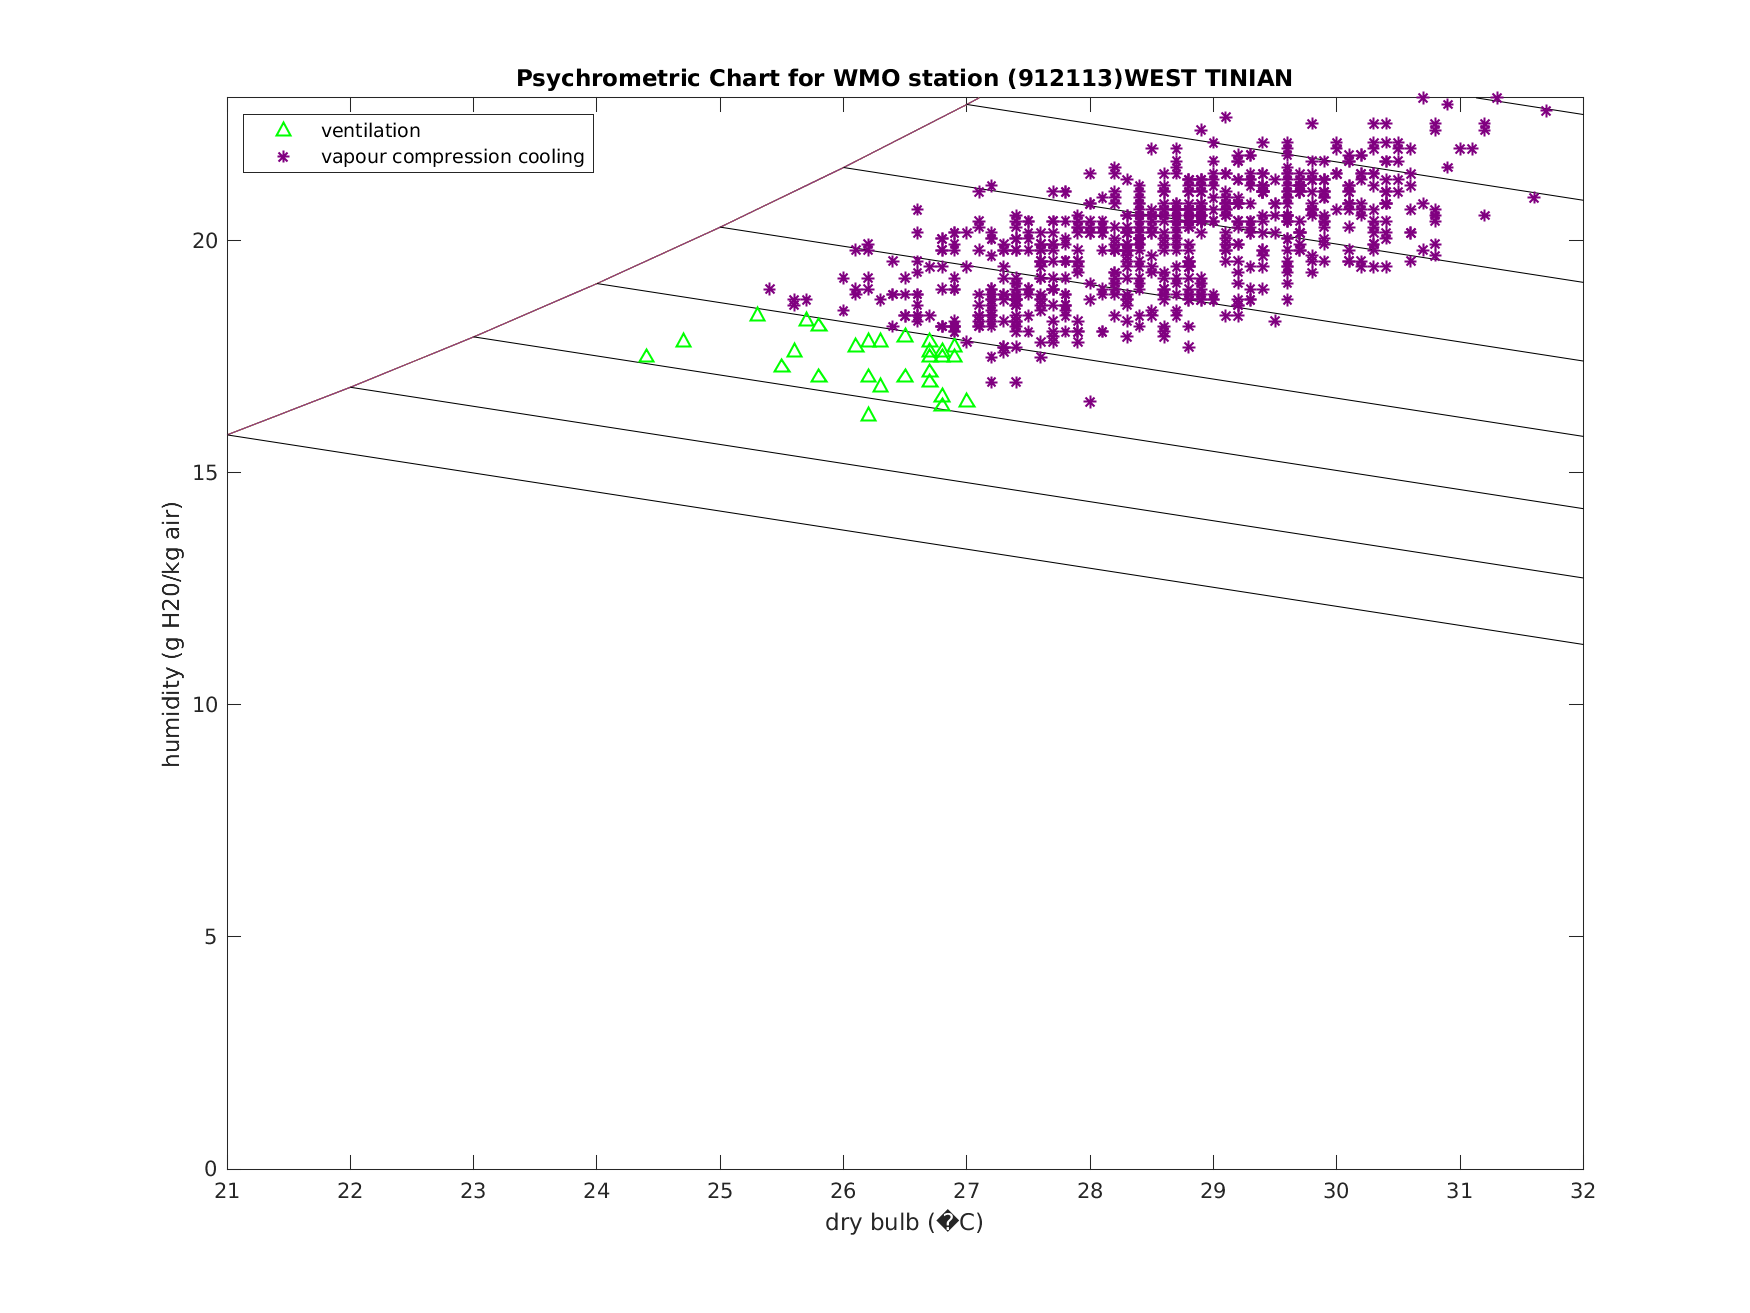 Psychrometric Chart for WMO station (912113)WEST TINIAN
ventilation
vapour compression cooling
20
15
10
5
0
humidity (g H20/kg air)
21 22 23 24 25 26 27 28 29 30 31 32
dry bulb (�C)